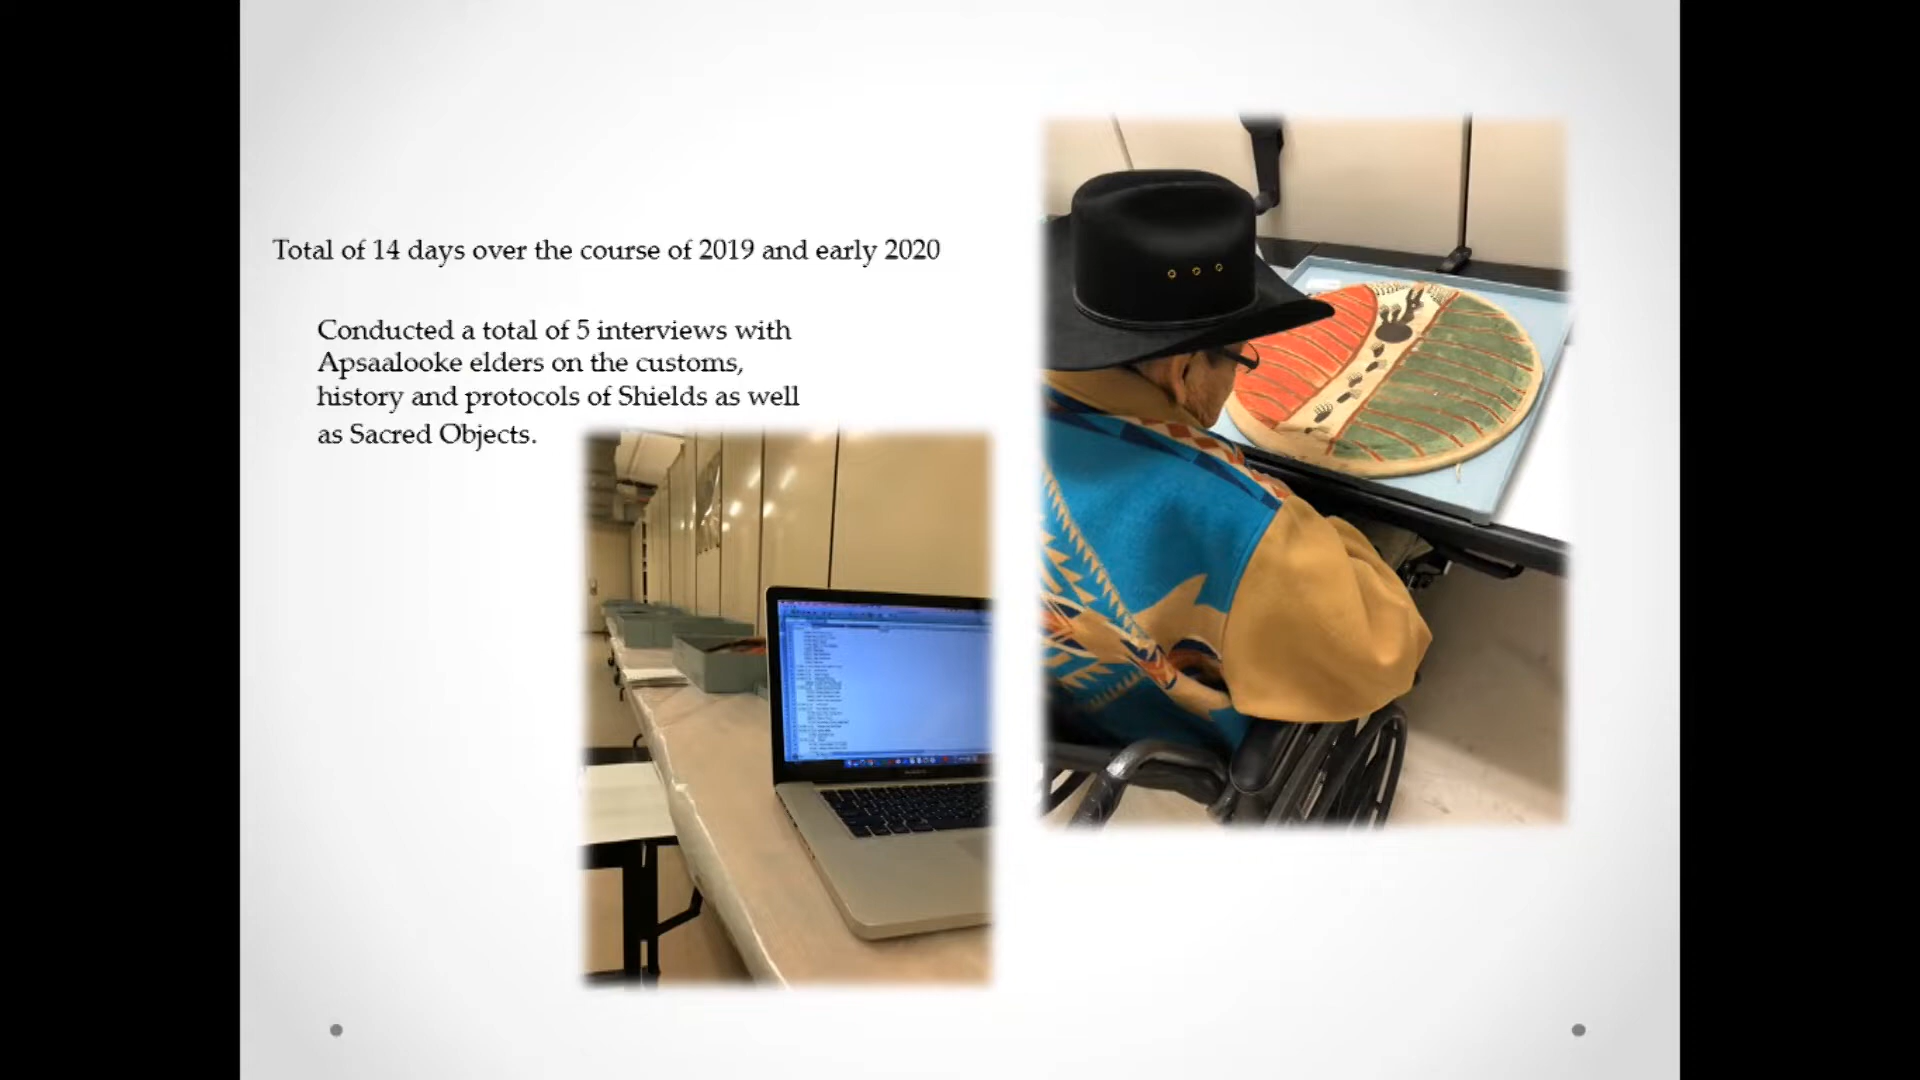 Total of 14 days over the course of 2019 and early 2020
Conducted a total of 5 interviews with
Apsaalooke elders on the customs,
history and protocols of Shields as well
as Sacred Objects.